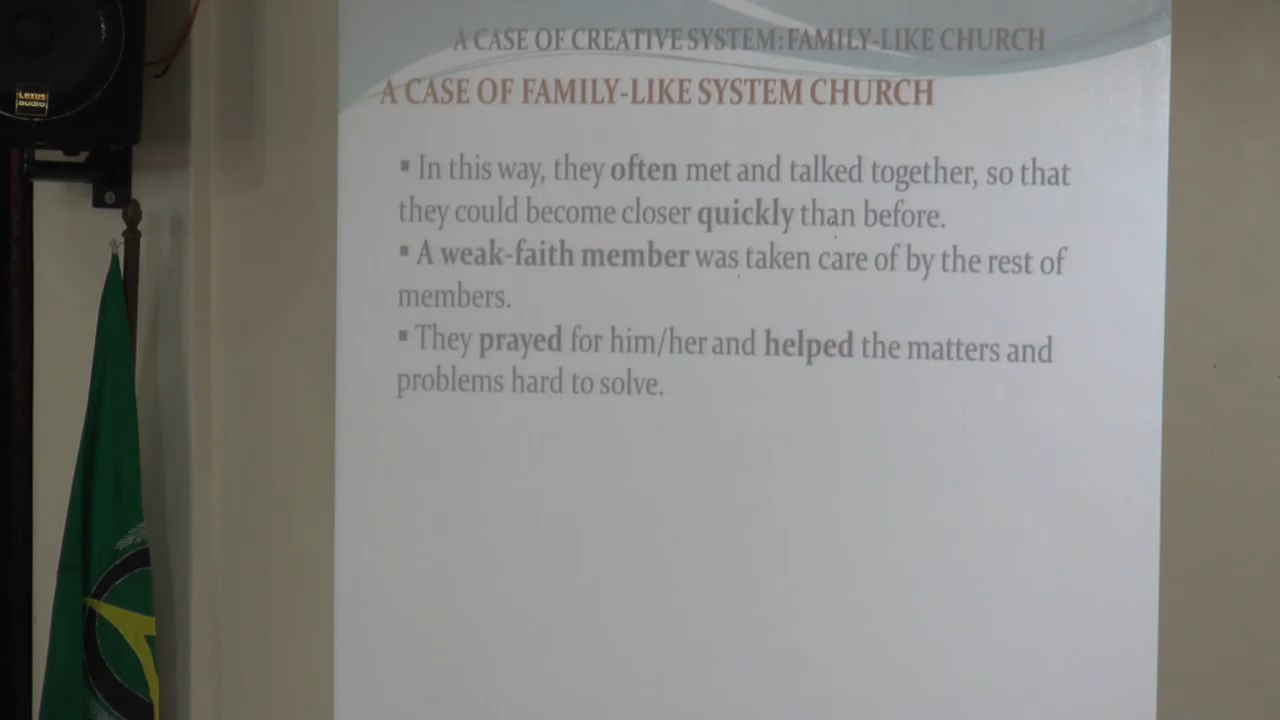 A CASE OF CREATIVE SYSTEM: FAMILY-LIKE CHURCH
A CASE OF FAMILY-LIKE SYSTEM CHURCH
▪ In this way, they often met and talked together, so that
they could become closer quickly than before.
▪ A weak-faith member was taken care of by the rest of
members.
▪ They prayed for him/her and helped the matters and
problems hard to solve.
Lexus
audio